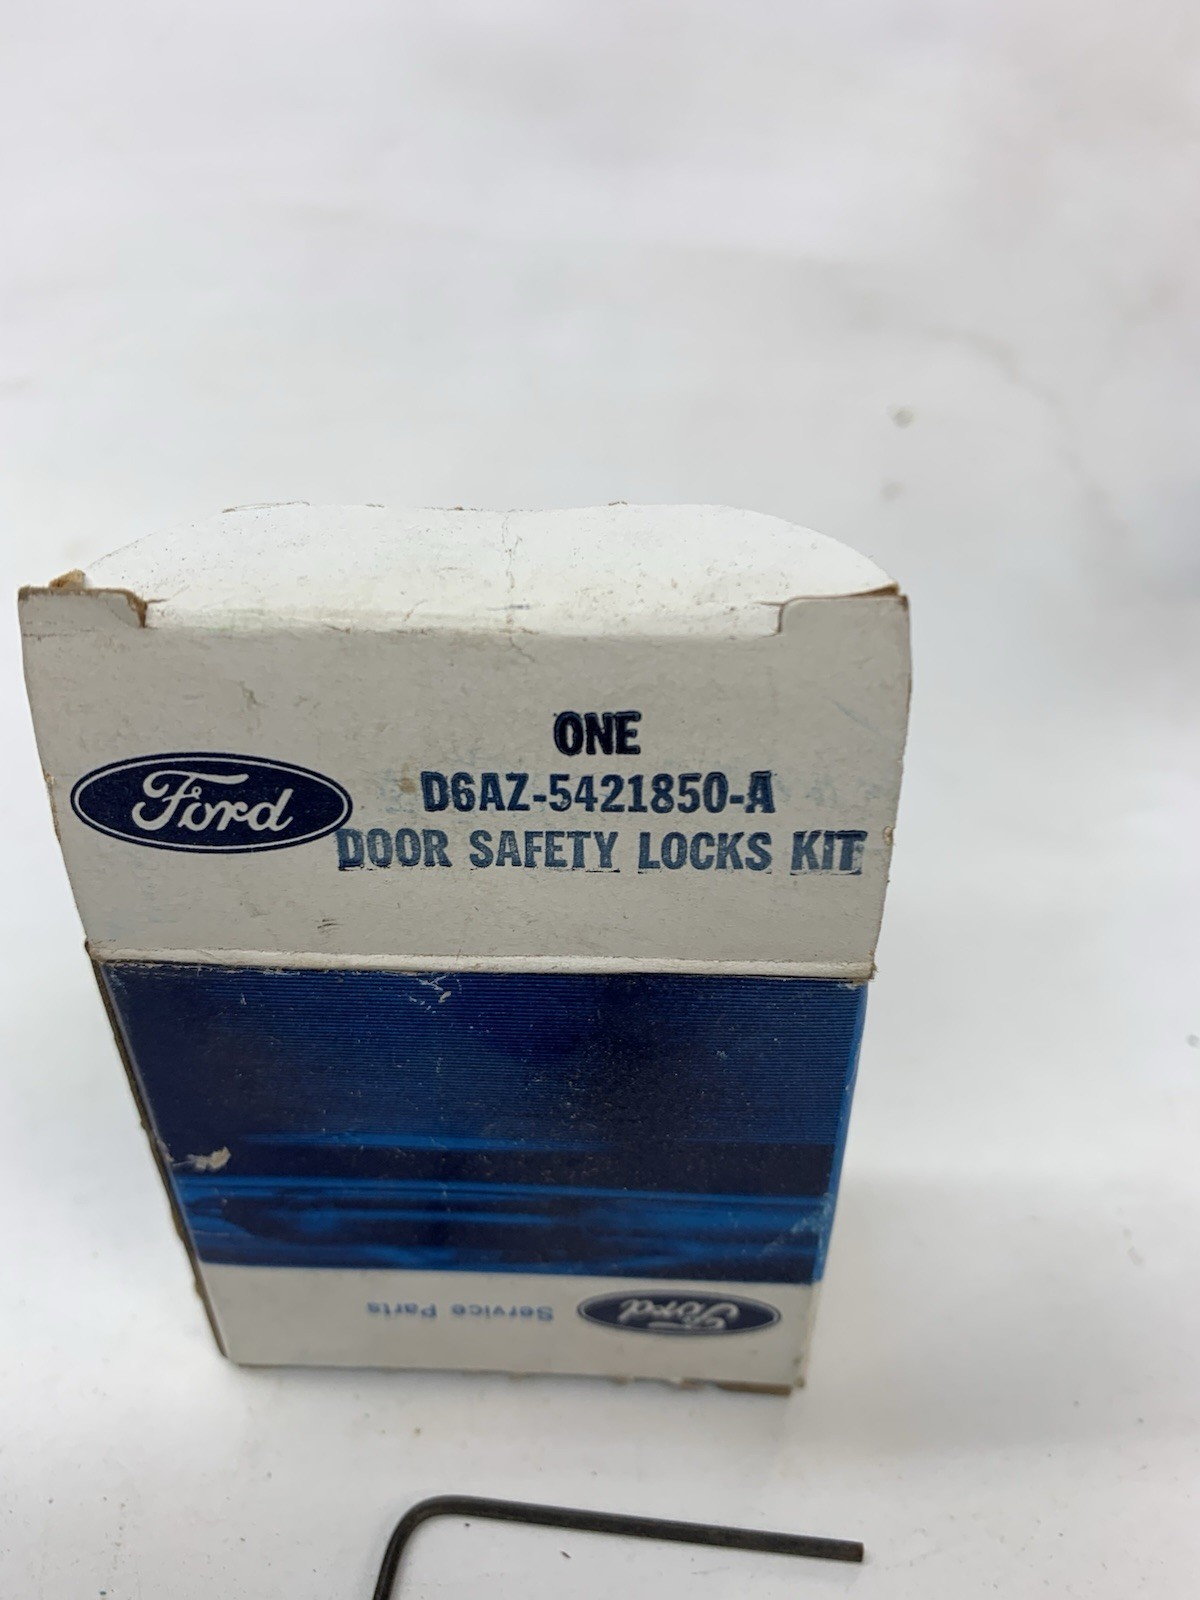 ONE
Ford
D6AZ-5421850-A
DOOR SAFETY LOCKS KIT
Ford Service Parts